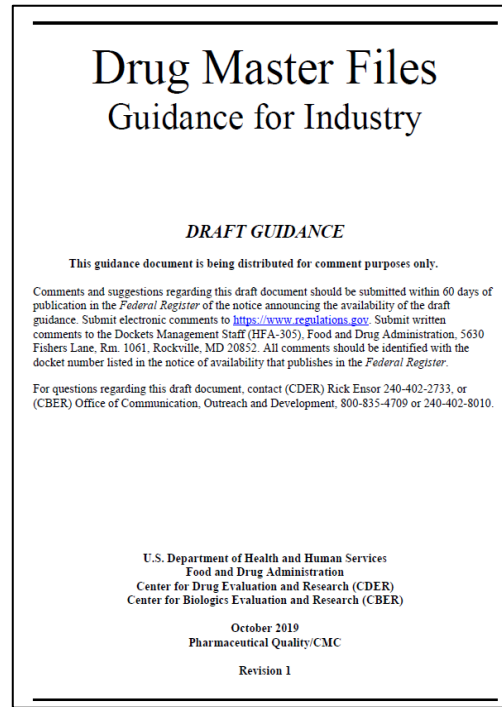 Drug Master Files
Guidance for Industry
DRAFT GUIDANCE
This guidance document is being distributed for comment purposes only.
Comments and suggestions regarding this draft document should be submitted within 60 days of
publication in the Federal Register of the notice announcing the availability of the draft
guidance. Submit electronic comments to https://www.regulations.gov. Submit written
comments to the Dockets Management Staff (HFA-305), Food and Drug Administration, 5630
Fishers Lane, Rm. 1061, Rockville, MD 20852. All comments should be identified with the
docket number listed in the notice of availability that publishes in the Federal Register.
For questions regarding this draft document, contact (CDER) Rick Ensor 240-402-2733, or
(CBER) Office of Communication, Outreach and Development, 800-835-4709 or 240-402-8010.
U.S. Department of Health and Human Services
Food and Drug Administration
Center for Drug Evaluation and Research (CDER)
Center for Biologics Evaluation and Research (CBER)
October 2019
Pharmaceutical Quality/CMC
Revision 1